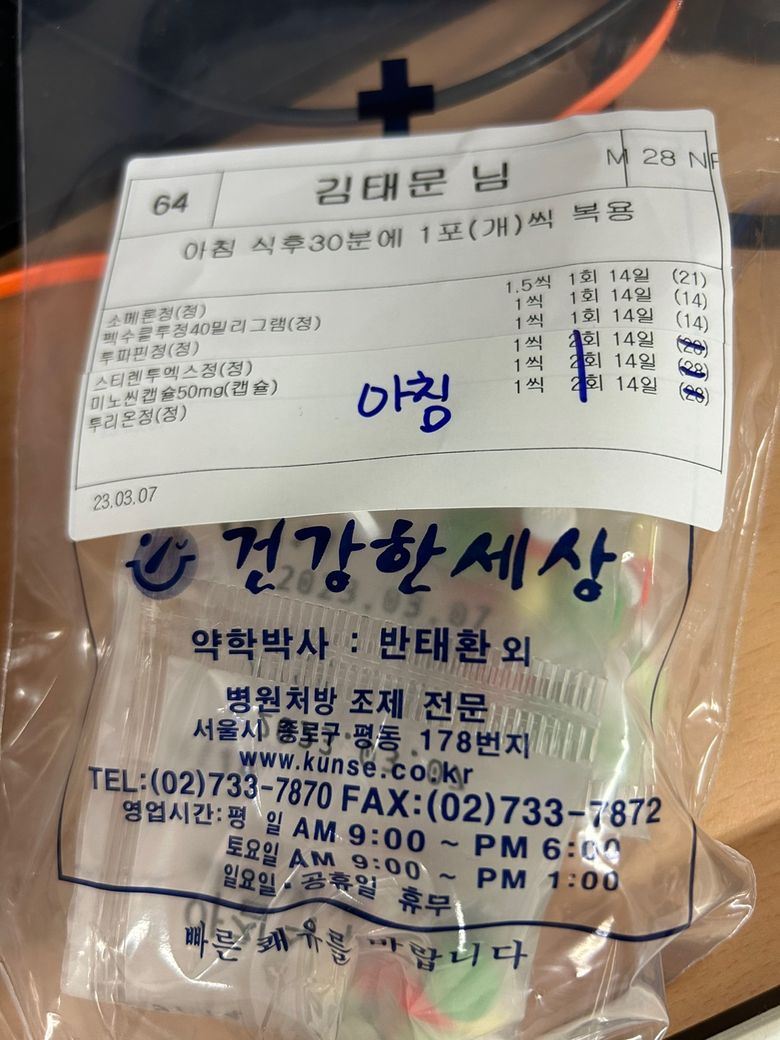 64 김태문 님 M 28 NP
아침 식후30분에 1포(개)씩 복용
소메론정(정) 1.5씩 1회 14일 (21)
펙수클루정40밀리그램(정) 1씩 1회 14일 (14)
투파핀정(정) 1씩 1회 14일 (14)
스티렌투엑스정(정) 1씩 2회 14일 (28)
미노씬캡슐50mg(캡슐) 1씩 2회 14일 (28)
투리온정(정) 1씩 2회 14일 (28)
아침
23.03.07
건강한세상
2023.03.07
약학박사 : 반태환 외
병원처방 조제 전문
서울시 종로구 평동 178번지
www.kunse.co.kr
TEL:(02)733-7870 FAX:(02)733-7872
영업시간:평 일 AM 9:00 ~ PM 6:00
토요일 AM 9:00 ~ PM 1:00
일요일·공휴일 휴무
빠른 쾌유를 바랍니다